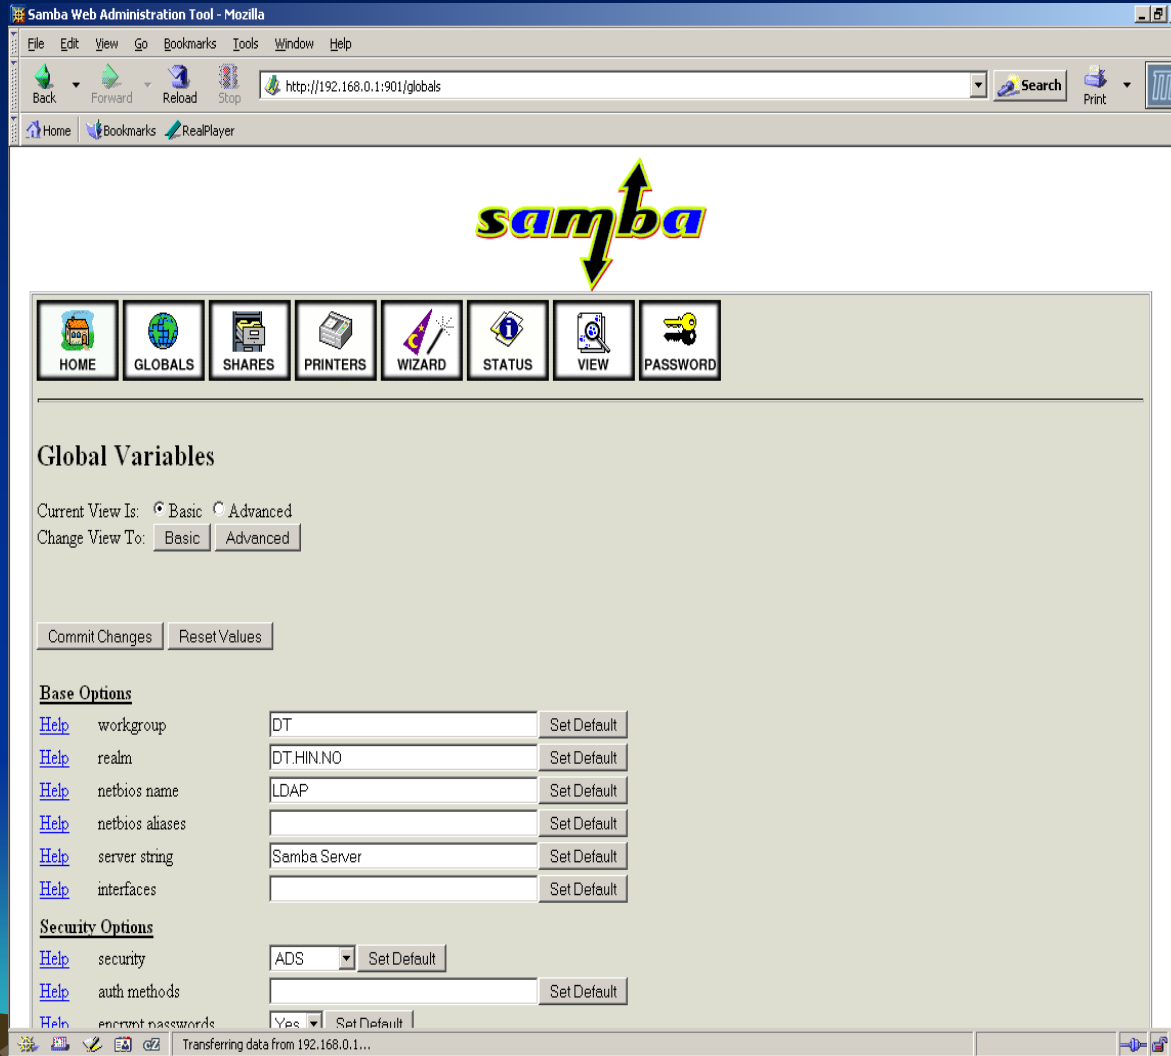 Samba Web Administration Tool - Mozilla
File Edit View Go Bookmarks Tools Window Help
Back Forward Reload Stop http://192.168.0.1:901/globals Search Print
Home Bookmarks RealPlayer
samba
HOME GLOBALS SHARES PRINTERS WIZARD STATUS VIEW PASSWORD
Global Variables
Current View Is: Basic Advanced
Change View To: Basic Advanced
Commit Changes Reset Values
Base Options
Help workgroup DT Set Default
Help realm DT.HIN.NO Set Default
Help netbios name LDAP Set Default
Help netbios aliases Set Default
Help server string Samba Server Set Default
Help interfaces Set Default
Security Options
Help security ADS Set Default
Help auth methods Set Default
Help encrypt passwords Yes Set Default
Transferring data from 192.168.0.1...